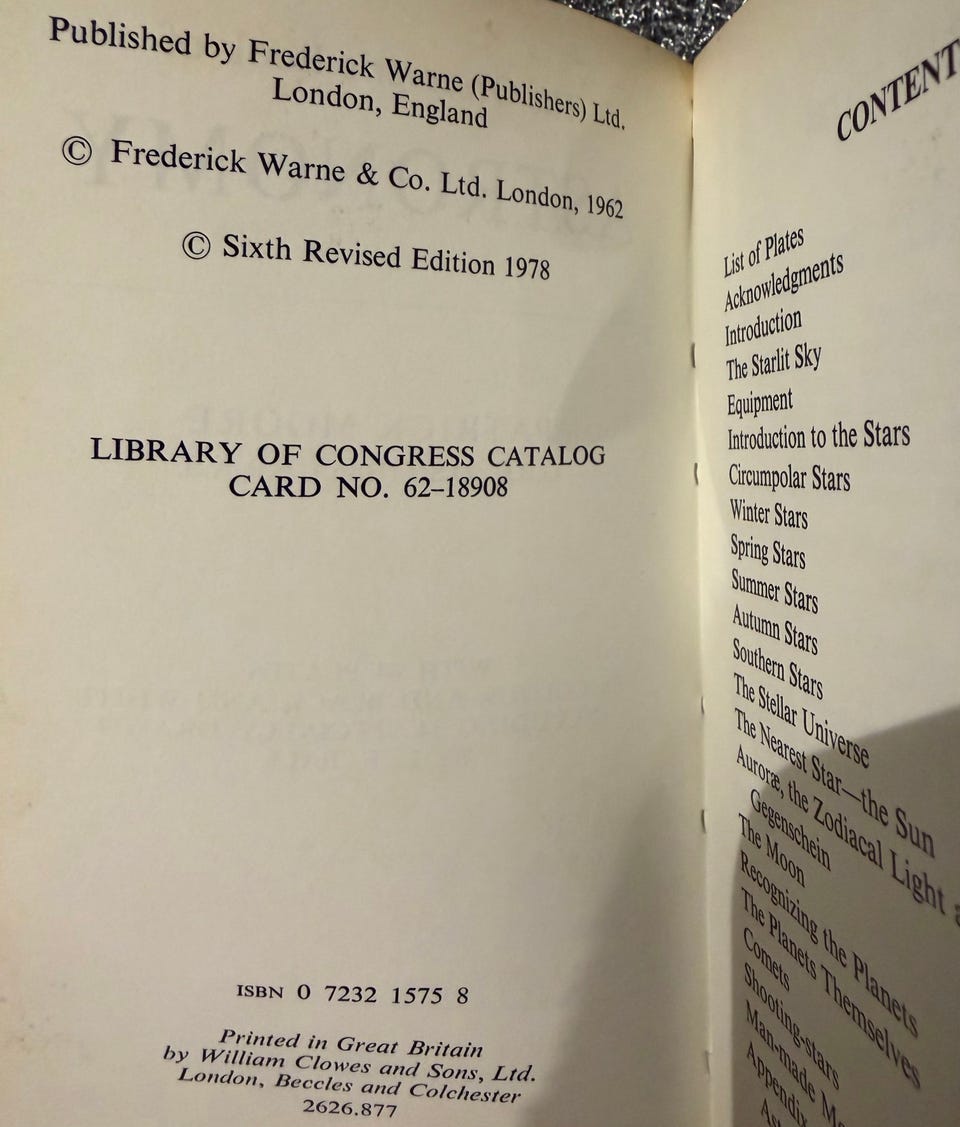 Published by Frederick Warne (Publishers) Ltd.
London, England
© Frederick Warne & Co. Ltd. London, 1962
© Sixth Revised Edition 1978
LIBRARY OF CONGRESS CATALOG
CARD NO. 62–18908
ISBN 0 7232 1575 8
Printed in Great Britain
by William Clowes and Sons, Ltd.
London, Beccles and Colchester
2626.877
CONTENT
List of Plates
Acknowledgments
Introduction
The Starlit Sky
Equipment
Introduction to the Stars
Circumpolar Stars
Winter Stars
Spring Stars
Summer Stars
Autumn Stars
Southern Stars
The Stellar Universe
The Nearest Star—the Sun
Auroræ, the Zodiacal Light
Gegenschein
The Moon
Recognizing the Planets
The Planets Themselves
Comets
Shooting-stars
Man-made
Appendix